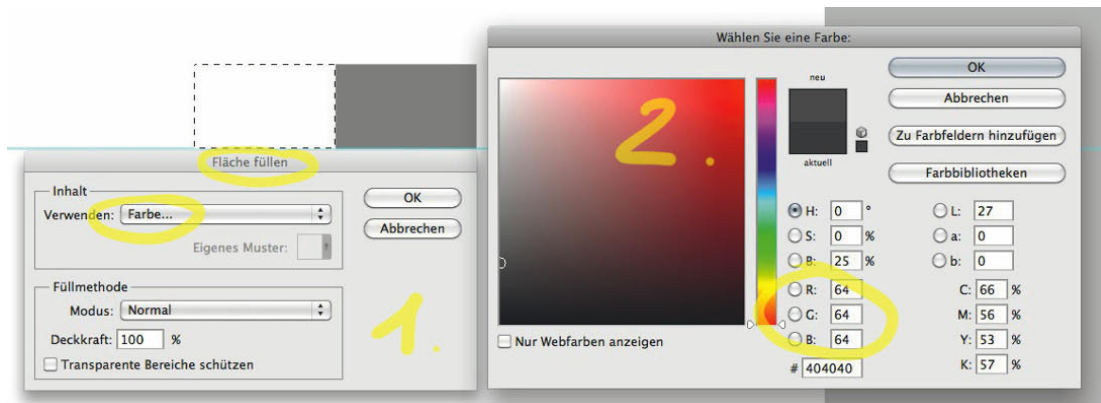 Fläche füllen
Inhalt
Verwenden: Farbe...
Eigenes Muster:
OK
Abbrechen
Füllmethode
Modus: Normal
Deckkraft: 100 %
Transparente Bereiche schützen
1.
Wählen Sie eine Farbe:
2.
neu
aktuell
OK
Abbrechen
Zu Farbfeldern hinzufügen
Farbbibliotheken
H: 0 °
S: 0 %
B: 25 %
R: 64
G: 64
B: 64
# 404040
L: 27
a: 0
b: 0
C: 66 %
M: 56 %
Y: 53 %
K: 57 %
Nur Webfarben anzeigen